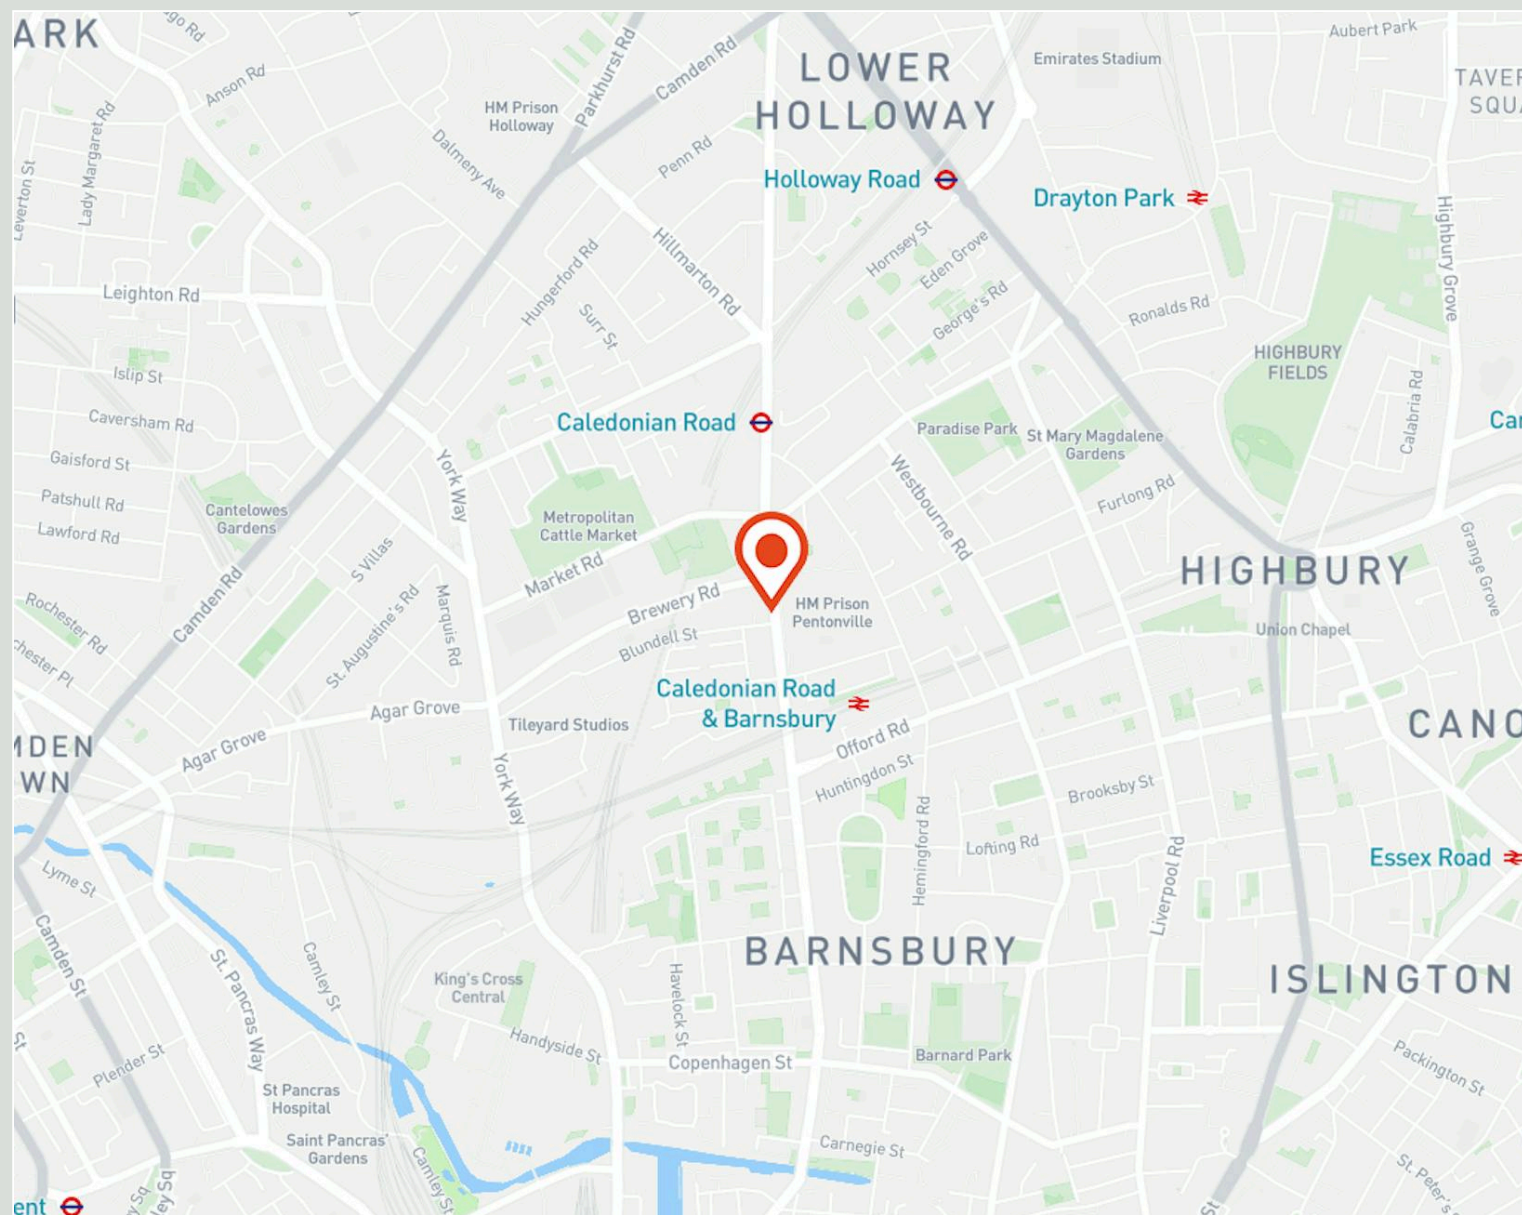 ARK
Anson Rd
Lady Margaret Rd
Leverton St
Parkhurst Rd
Camden Rd
HM Prison
Holloway
Dalmeny Ave
Penn Rd
LOWER
HOLLOWAY
Emirates Stadium
Aubert Park
Holloway Road
Drayton Park
Highbury Grove
Hillmarton Rd
Hungerford Rd
Surr St
Hornsey St
Eden Grove
George's Rd
Ronalds Rd
Leighton Rd
HIGHBURY
FIELDS
Islip St
Caversham Rd
Gaisford St
Patshull Rd
Lawford Rd
Cantelowes
Gardens
York Way
Caledonian Road
Paradise Park
St Mary Magdalene
Gardens
Calabria Rd
Westbourne Rd
Furlong Rd
Metropolitan
Cattle Market
Market Rd
Brewery Rd
Blundell St
HM Prison
Pentonville
HIGHBURY
Grange Grove
Union Chapel
S Villas
St. Augustine's Rd
Marquis Rd
Camden Rd
Rochester Rd
chester Pl
Agar Grove
Agar Grove
Tileyard Studios
Caledonian Road
& Barnsbury
Offord Rd
Huntingdon St
CANO
WN
York Way
Brooksby St
Hemingford Rd
Lofting Rd
Liverpool Rd
Essex Road
Lyme St
Camden St
St. Pancras Way
Camley St
King's Cross
Central
Handyside St
Havelock St
BARNSBURY
ISLINGTON
Copenhagen St
Barnard Park
Packington St
Plender St
St Pancras
Hospital
Saint Pancras'
Gardens
Camley St
Carnegie St
St. Peter's
ent